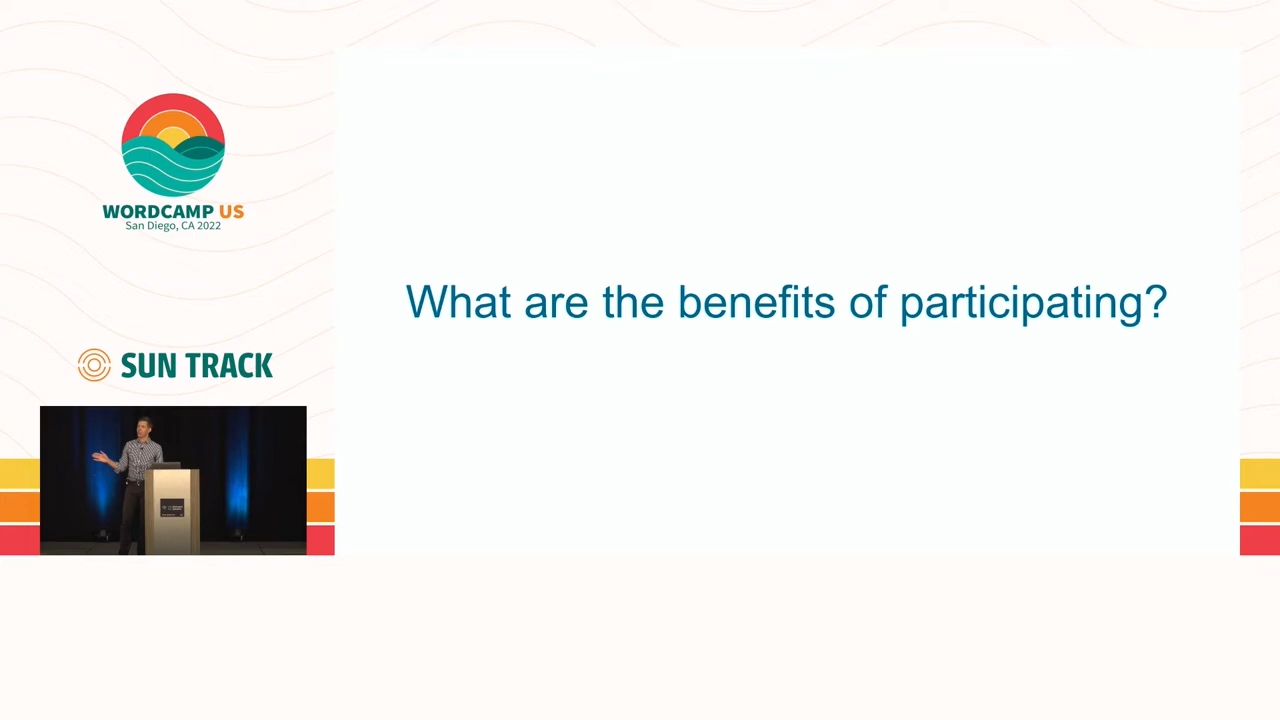 WORDCAMP US
San Diego, CA 2022
What are the benefits of participating?
SUN TRACK